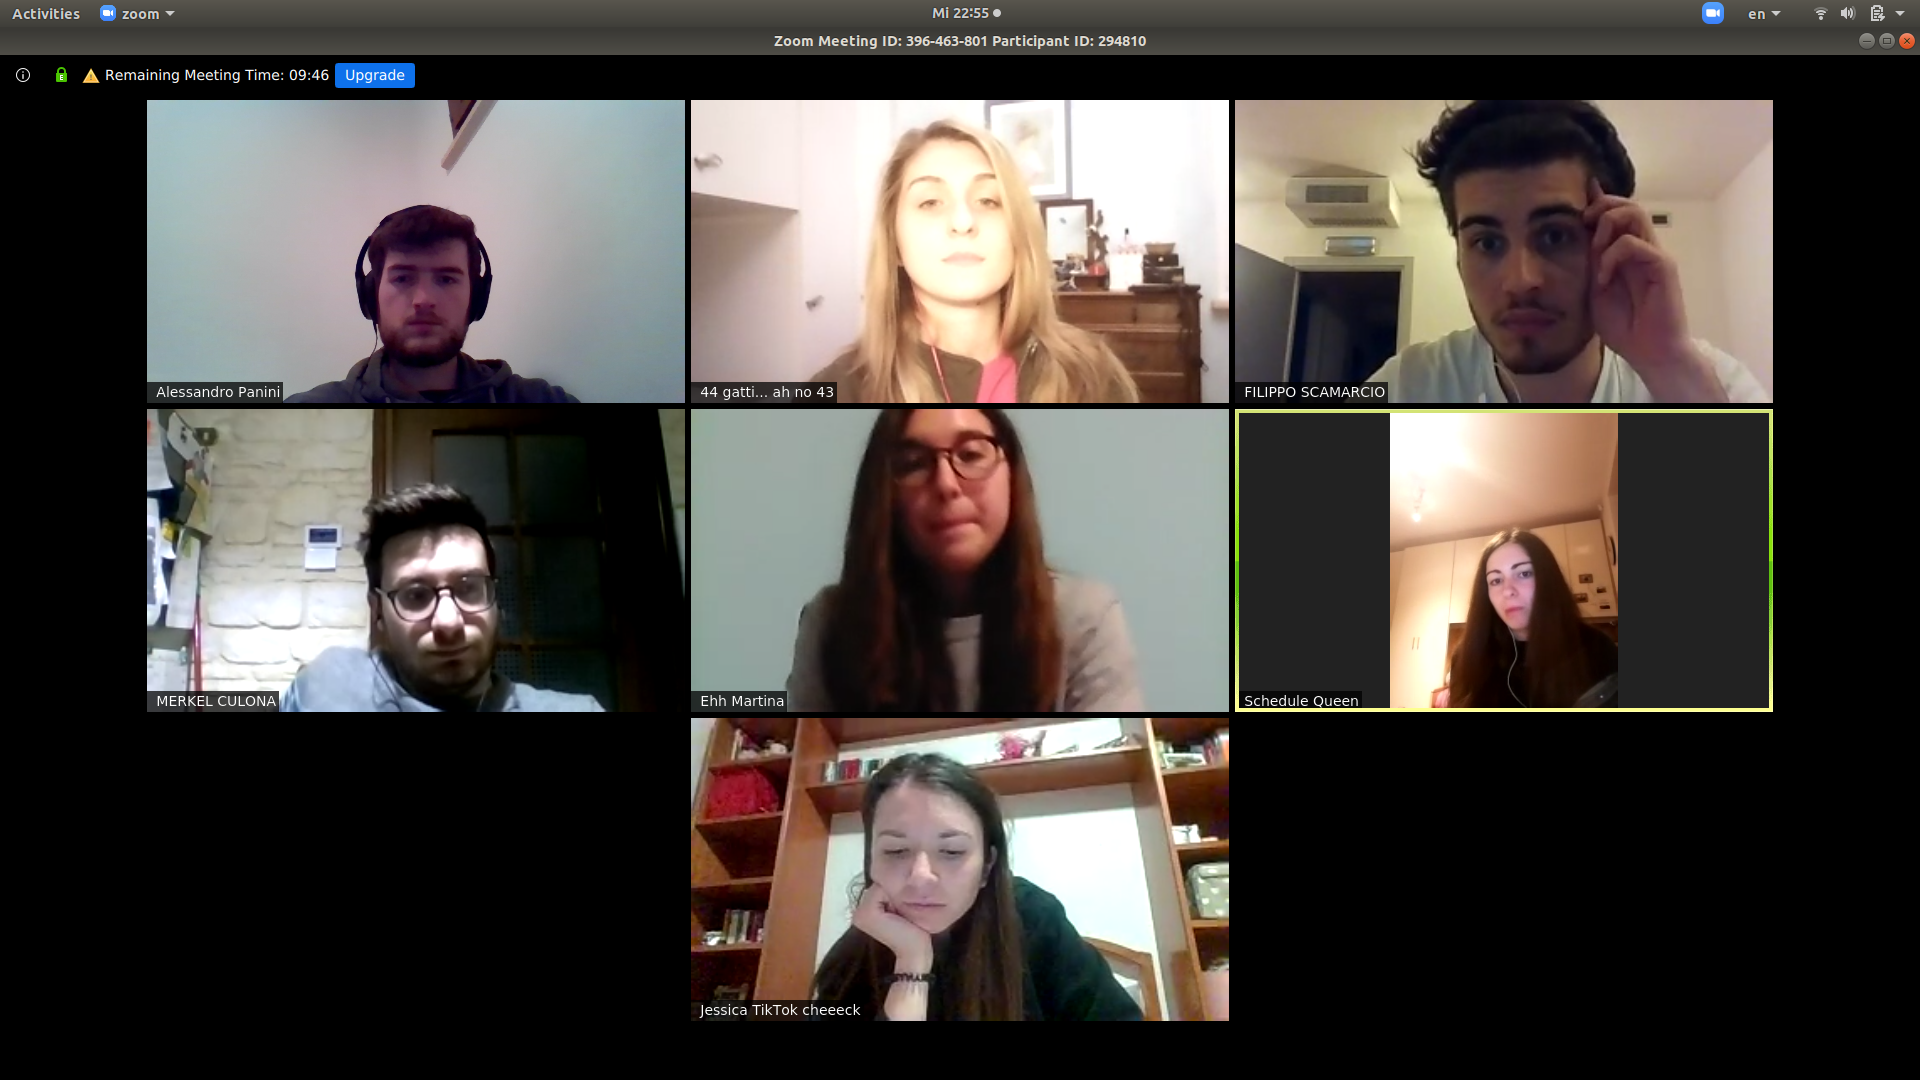 Activities zoom Mi 22:55 en
Zoom Meeting ID: 396-463-801 Participant ID: 294810
Remaining Meeting Time: 09:46 Upgrade
Alessandro Panini
44 gatti... ah no 43
FILIPPO SCAMARCIO
MERKEL CULONA
Ehh Martina
Schedule Queen
Jessica TikTok cheeeck